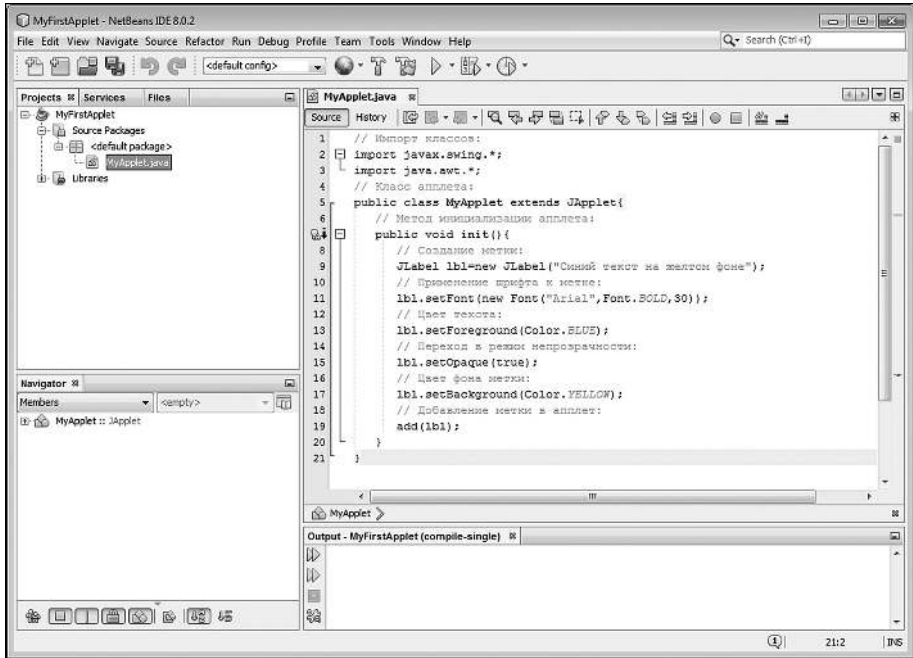 MyFirstApplet - NetBeans IDE 8.0.2
File Edit View Navigate Source Refactor Run Debug Profile Team Tools Window Help
Search (Ctrl+I)
<default config>
Projects Services Files
MyFirstApplet
Source Packages
<default package>
MyApplet.java
Libraries
Navigator
Members
<empty>
MyApplet :: JApplet
MyApplet.java
Source History
1 // Импорт классов:
2 import javax.swing.*;
3 import java.awt.*;
4 // Класс апплета:
5 public class MyApplet extends JApplet{
6 // Метод инициализации апплета:
public void init(){
8 // Создание метки:
9 JLabel lbl=new JLabel("Синий текст на желтом фоне");
10 // Применение шрифта к метке:
11 lbl.setFont(new Font("Arial",Font.BOLD,30));
12 // Цвет текста:
13 lbl.setForeground(Color.BLUE);
14 // Переход в режим непрозрачности:
15 lbl.setOpaque(true);
16 // Цвет фона метки:
17 lbl.setBackground(Color.YELLOW);
18 // Добавление метки в апплет:
19 add(lbl);
20 }
21 }
MyApplet
Output - MyFirstApplet (compile-single)
21:2 INS